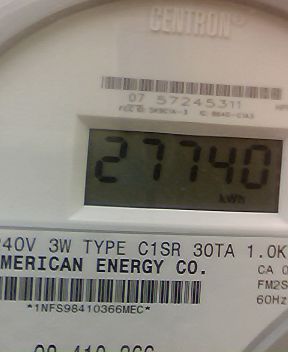 CENTRON®
07 57245311
27740
kWh
240V 3W TYPE C1SR 30TA 1.0K
AMERICAN ENERGY CO.
CA 0
FM2S
60Hz
*1NFS98410366MEC*